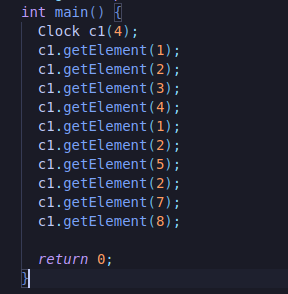 int main() {
  Clock c1(4);
  c1.getElement(1);
  c1.getElement(2);
  c1.getElement(3);
  c1.getElement(4);
  c1.getElement(1);
  c1.getElement(2);
  c1.getElement(5);
  c1.getElement(2);
  c1.getElement(7);
  c1.getElement(8);

  return 0;
}